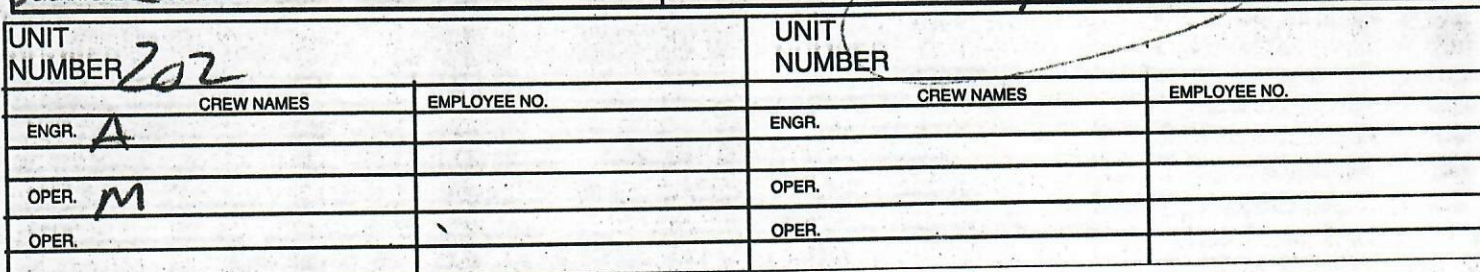 UNIT UNIT
NUMBER 202 NUMBER
CREW NAMES EMPLOYEE NO. CREW NAMES EMPLOYEE NO.
ENGR. A ENGR.
OPER. M OPER.
OPER. OPER.